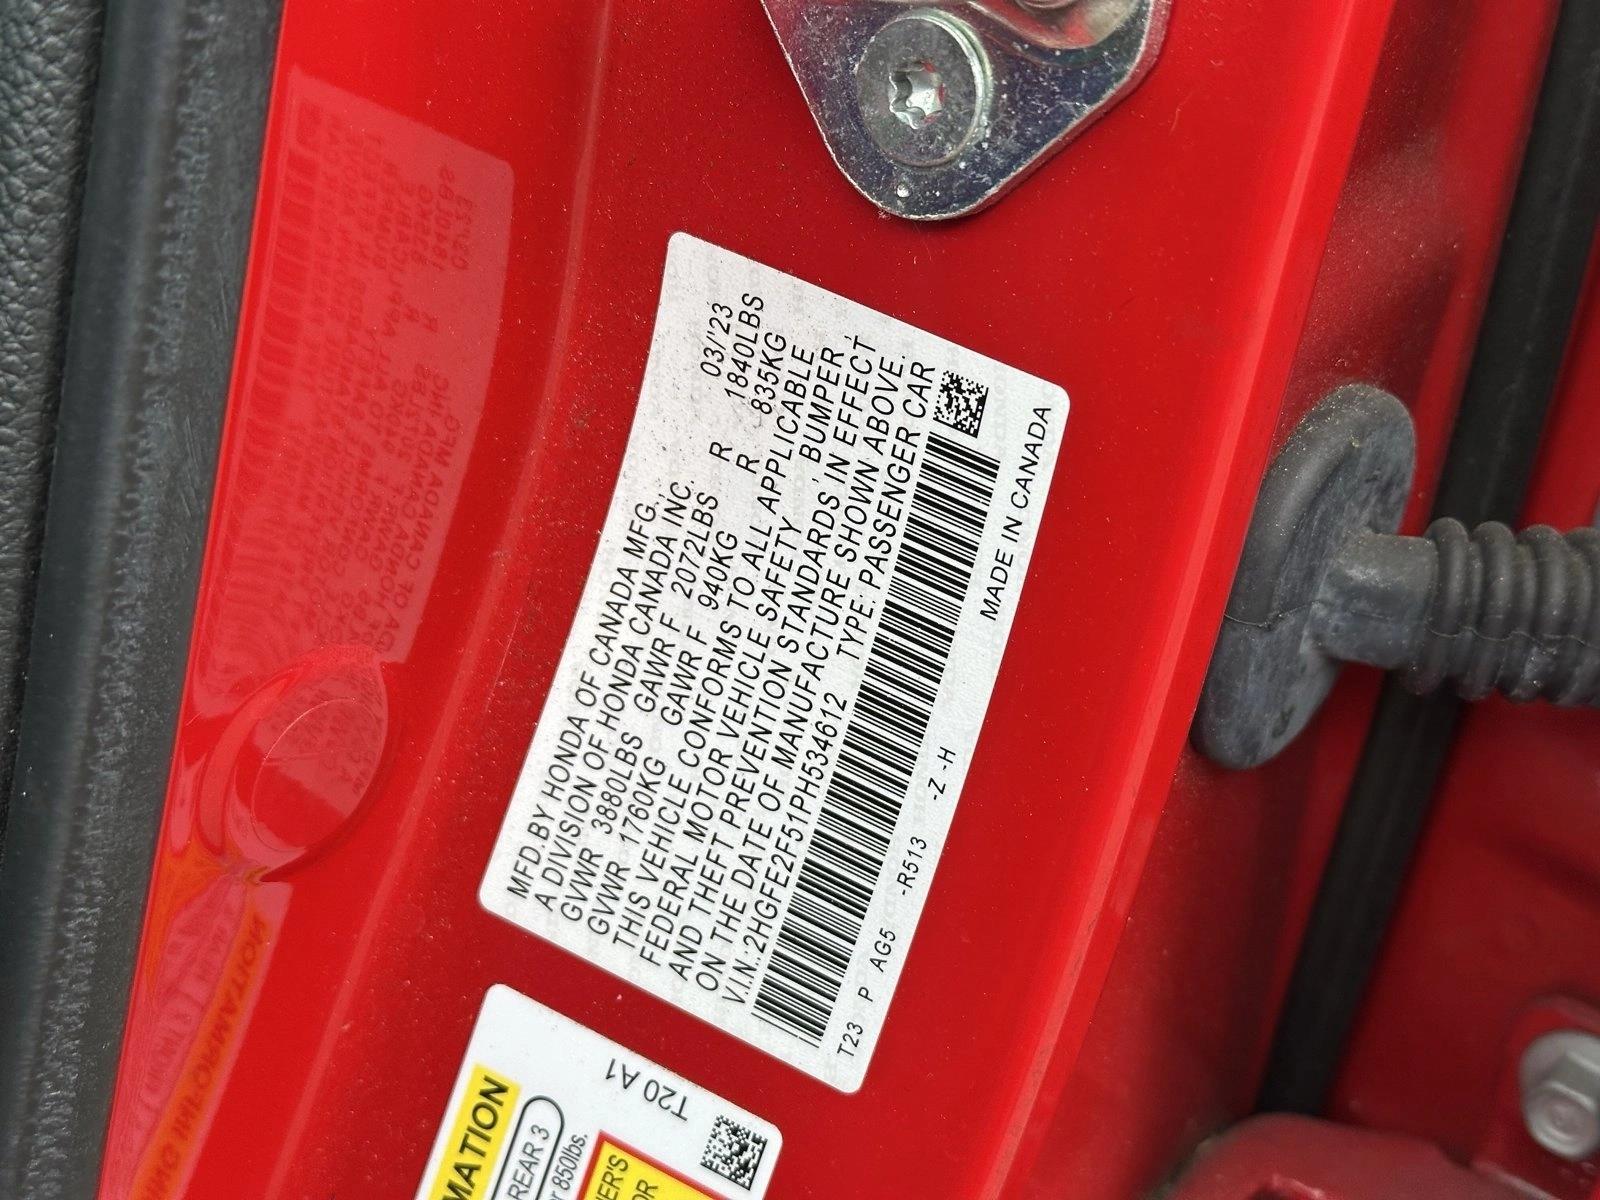 MFD.BY HONDA OF CANADA MFG.,
A DIVISION OF HONDA CANADA INC. 03/'23
GVWR 3880LBS GAWR F 2072LBS R 1840LBS
GVWR 1760KG GAWR F 940KG R 835KG
THIS VEHICLE CONFORMS TO ALL APPLICABLE
FEDERAL MOTOR VEHICLE SAFETY , BUMPER ,
AND THEFT PREVENTION STANDARDS IN EFFECT
ON THE DATE OF MANUFACTURE SHOWN ABOVE.
V.I.N.:2HGFE2F51PH534612 TYPE: PASSENGER CAR
T23 P AG5 -R513 -Z -H MADE IN CANADA
MATION
REAR 3
850lbs.
T20 A1